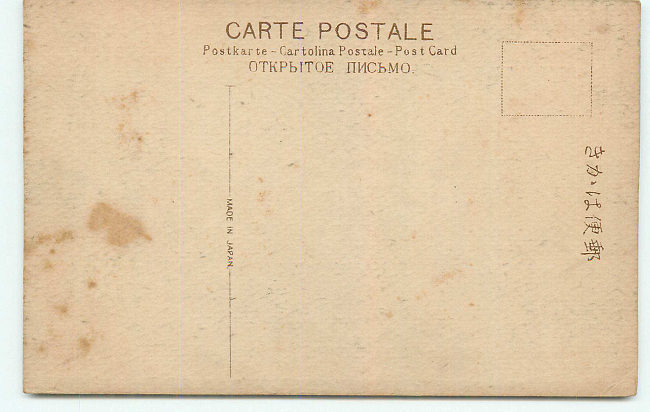 CARTE POSTALE
Postkarte - Cartolina Postale - Post Card
ОТКРЫТОЕ ПИСЬМО.
MADE IN JAPAN
郵便はかき